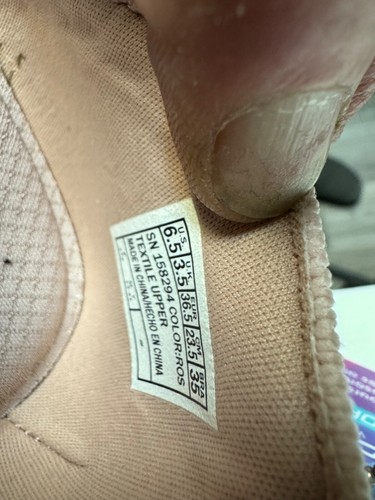 U.S. U.K. EUR. CM. BRA
6.5 3.5 36.5 23.5 35
SN 158294 COLOR:ROS
TEXTILE UPPER
MADE IN CHINA/HECHO EN CHINA